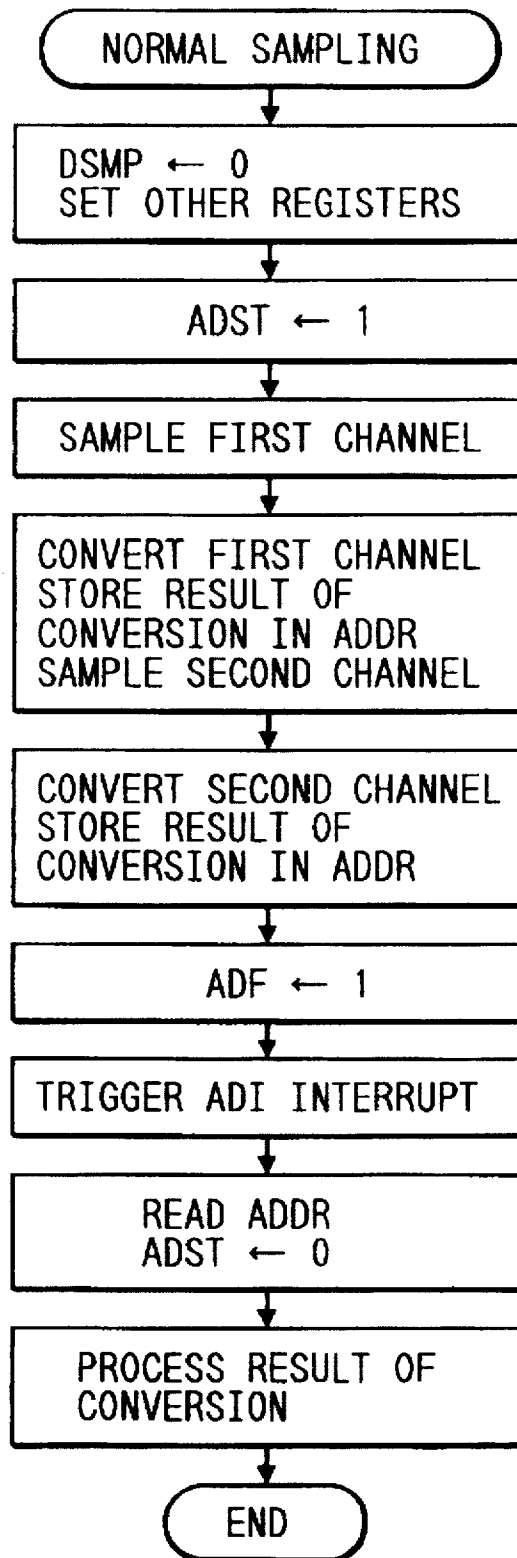 NORMAL SAMPLING
DSMP ← 0
SET OTHER REGISTERS
ADST ← 1
SAMPLE FIRST CHANNEL
CONVERT FIRST CHANNEL
STORE RESULT OF
CONVERSION IN ADDR
SAMPLE SECOND CHANNEL
CONVERT SECOND CHANNEL
STORE RESULT OF
CONVERSION IN ADDR
ADF ← 1
TRIGGER ADI INTERRUPT
READ ADDR
ADST ← 0
PROCESS RESULT OF
CONVERSION
END